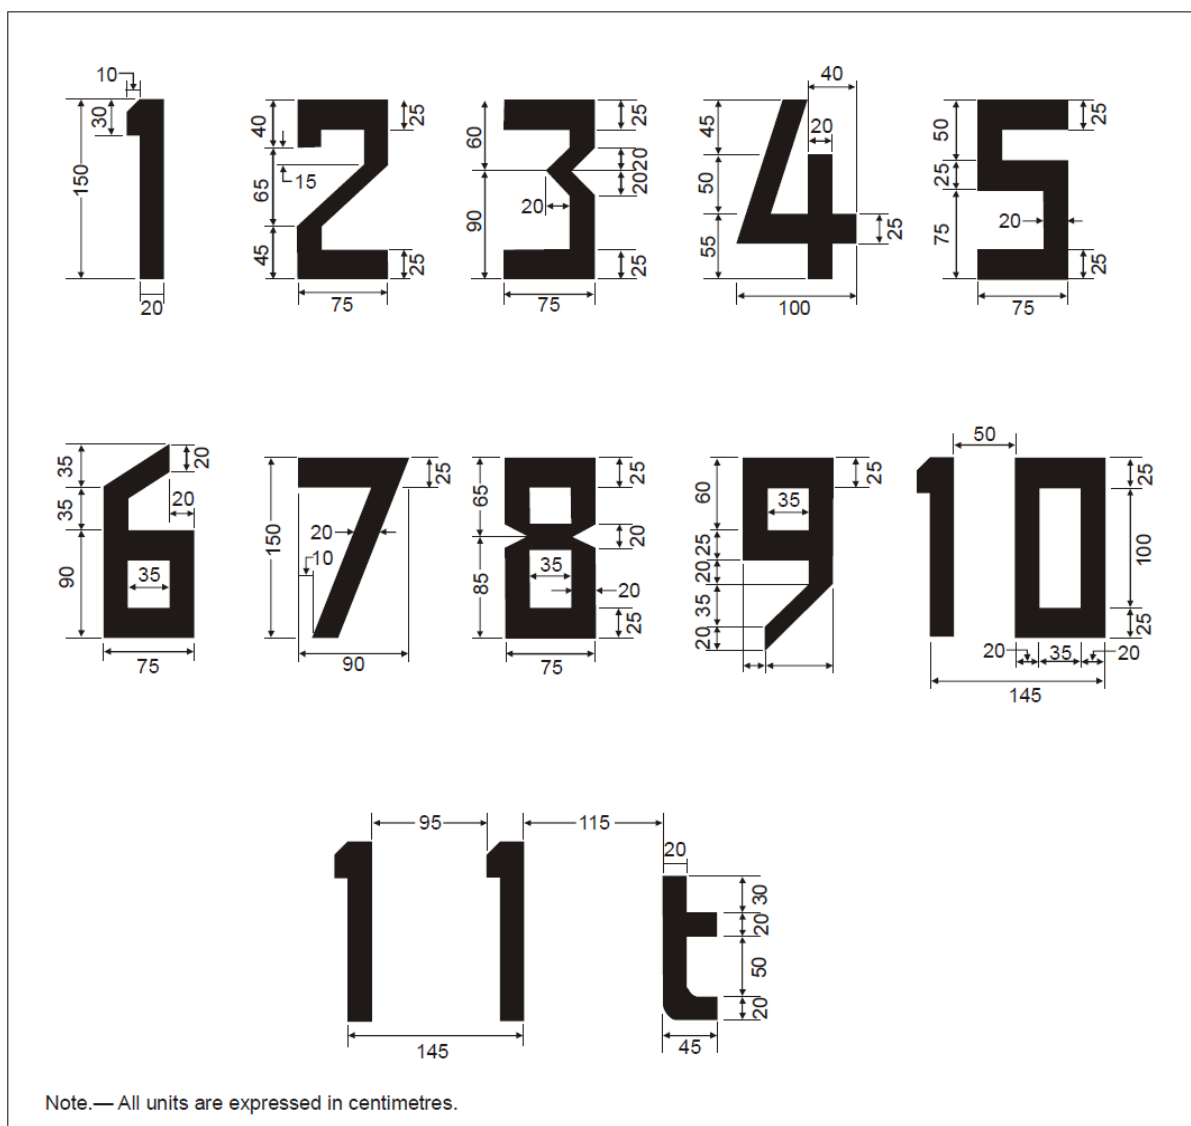 10 40
30 40 25 60 25 45 20 50 25
150 15 20 20
65 20 50 25
20 90 20 75
45 25 25 55 25 25
20 75 75 100 75
1 2 3 4 5
50
35 20 25 65 25 60 35 25 25
35 20 150 20 20 25 100
90 35 10 85 35 20 20 35
25 20 25
20 35 20
75 90 75 145
6 7 8 9 10
95 115
20
30
20
50
20
145 45
11 t
Note.— All units are expressed in centimetres.